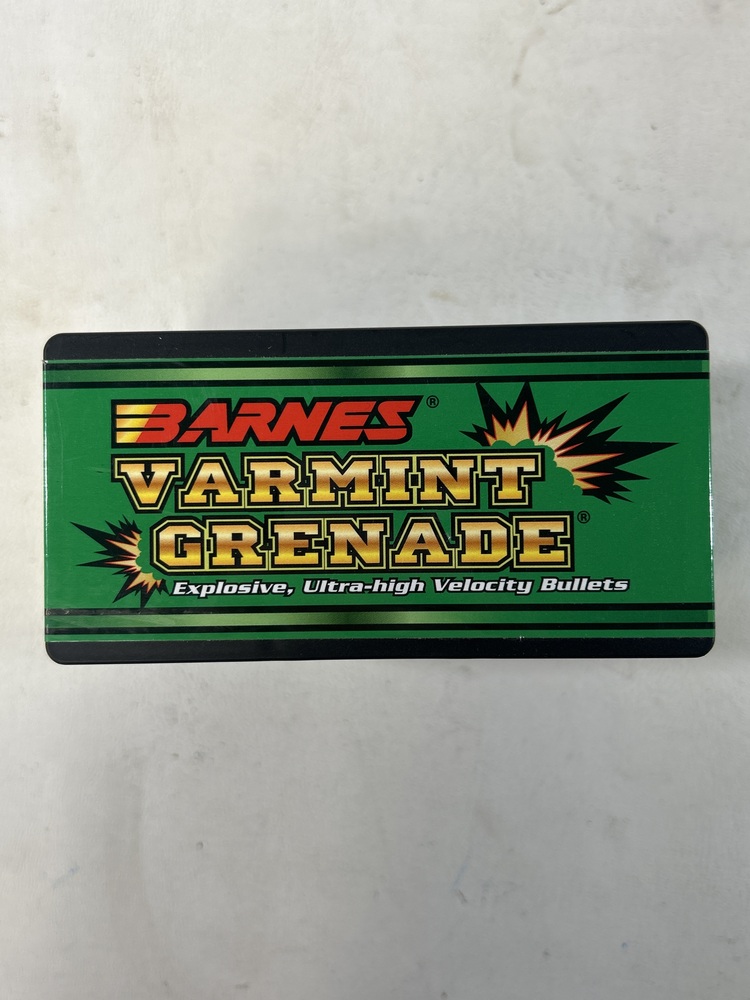 BARNES®
VARMINT
GRENADE®
Explosive, Ultra-high Velocity Bullets